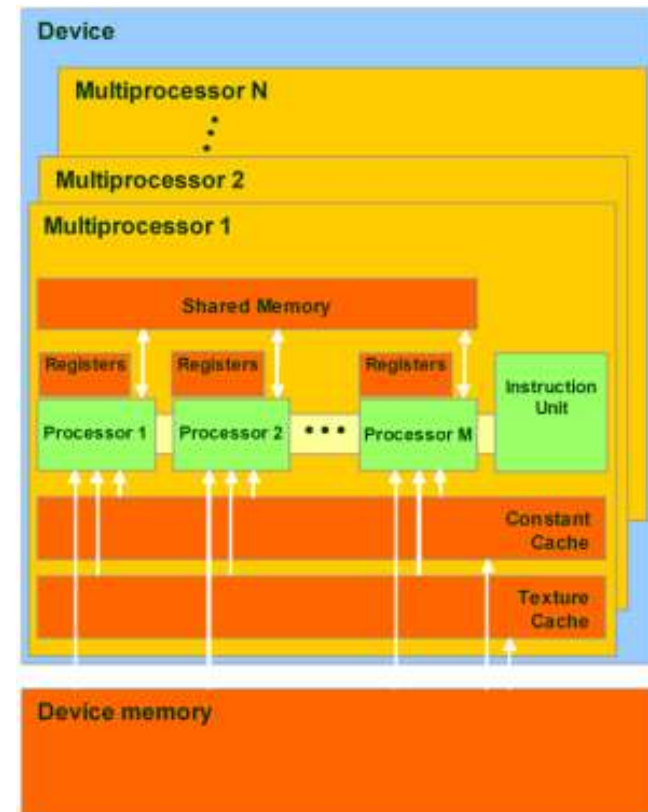 Device
Multiprocessor N
Multiprocessor 2
Multiprocessor 1
Shared Memory
Registers
Registers
Registers
Instruction
Unit
Processor 1
Processor 2
• • •
Processor M
Constant
Cache
Texture
Cache
Device memory